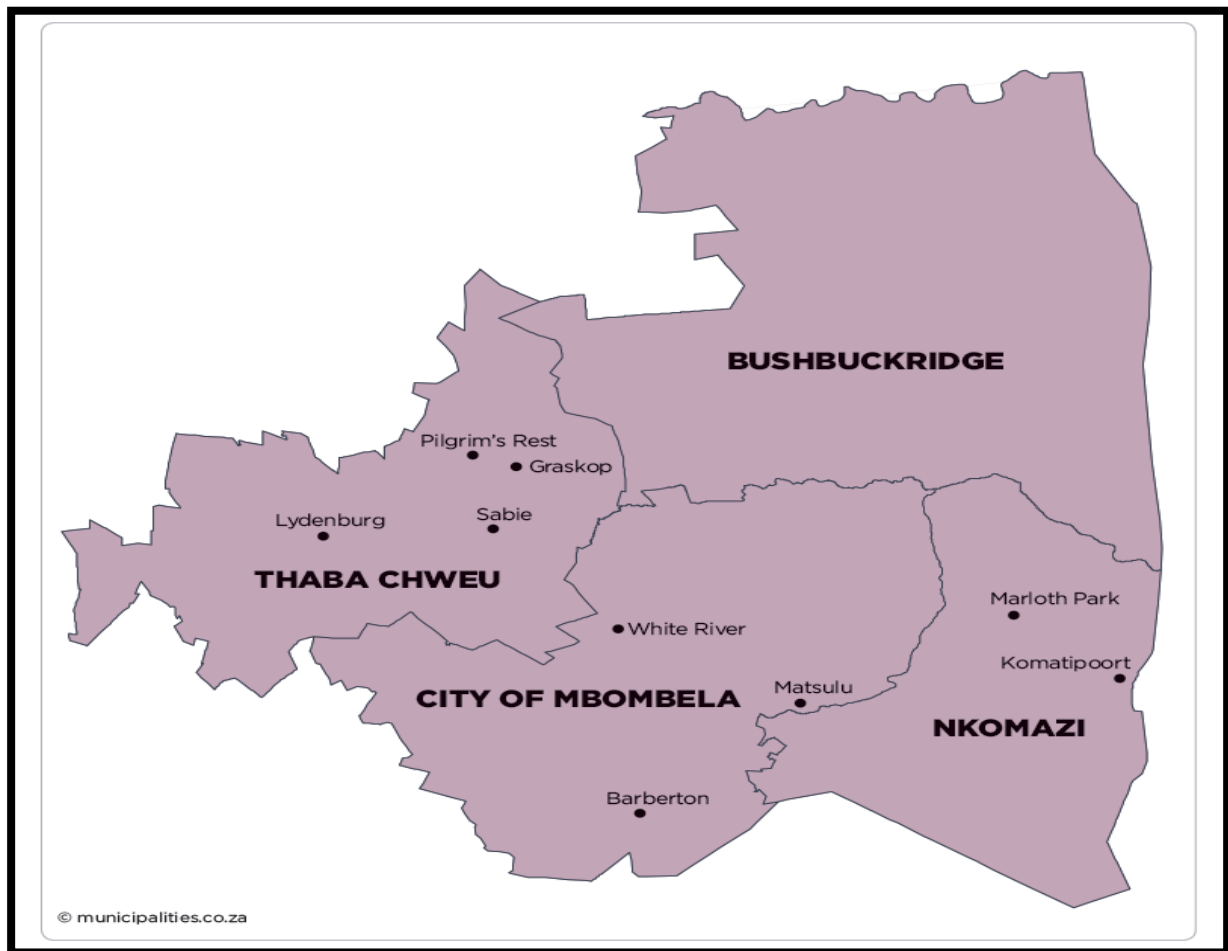 BUSHBUCKRIDGE
Pilgrim's Rest
Graskop
Lydenburg
Sabie
THABA CHWEU
Marloth Park
White River
Komatipoort
Matsulu
CITY OF MBOMBELA
NKOMAZI
Barberton
© municipalities.co.za